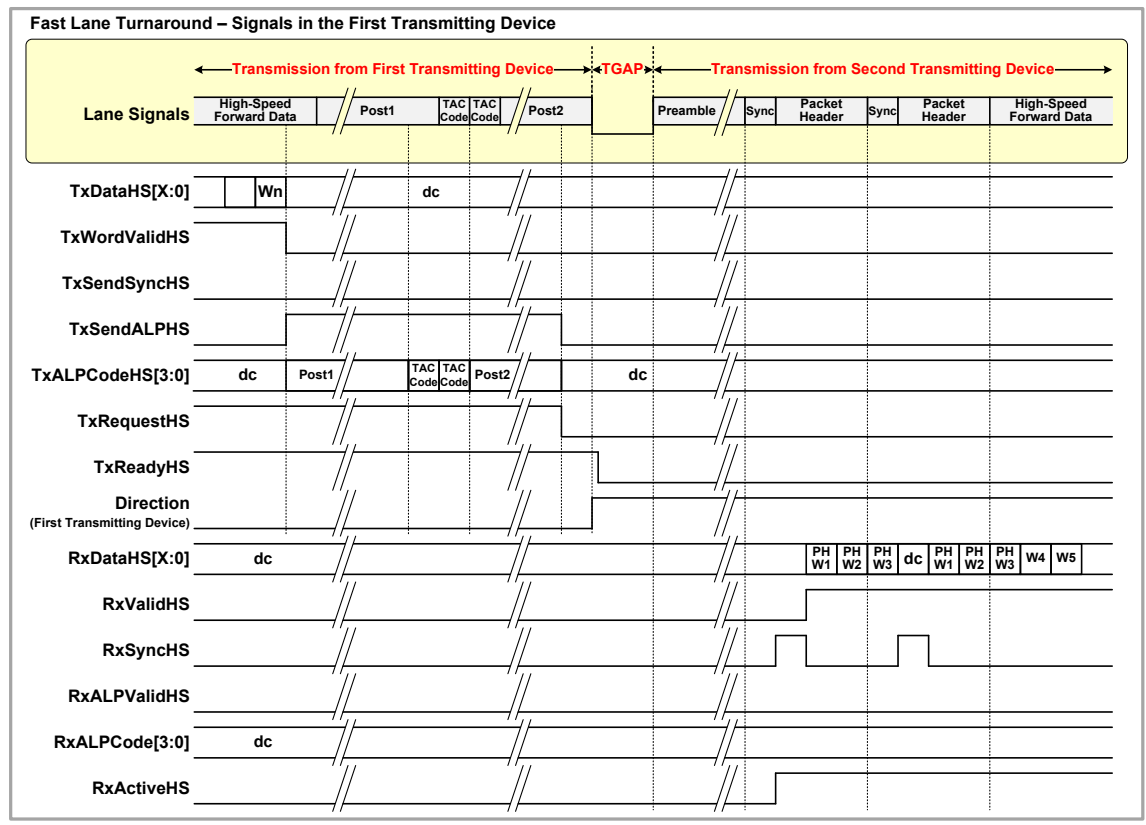 Fast Lane Turnaround – Signals in the First Transmitting Device
Transmission from First Transmitting Device
TGAP
Transmission from Second Transmitting Device
Lane Signals
High-Speed
Forward Data
Post1
TAC
Code
TAC
Code
Post2
Preamble
Sync
Packet
Header
Sync
Packet
Header
High-Speed
Forward Data
TxDataHS[X:0]
Wn
dc
TxWordValidHS
TxSendSyncHS
TxSendALPHS
TxALPCodeHS[3:0]
dc
Post1
TAC
Code
TAC
Code
Post2
dc
TxRequestHS
TxReadyHS
Direction
(First Transmitting Device)
RxDataHS[X:0]
dc
PH
W1
PH
W2
PH
W3
dc
PH
W1
PH
W2
PH
W3
W4
W5
RxValidHS
RxSyncHS
RxALPValidHS
RxALPCode[3:0]
dc
RxActiveHS